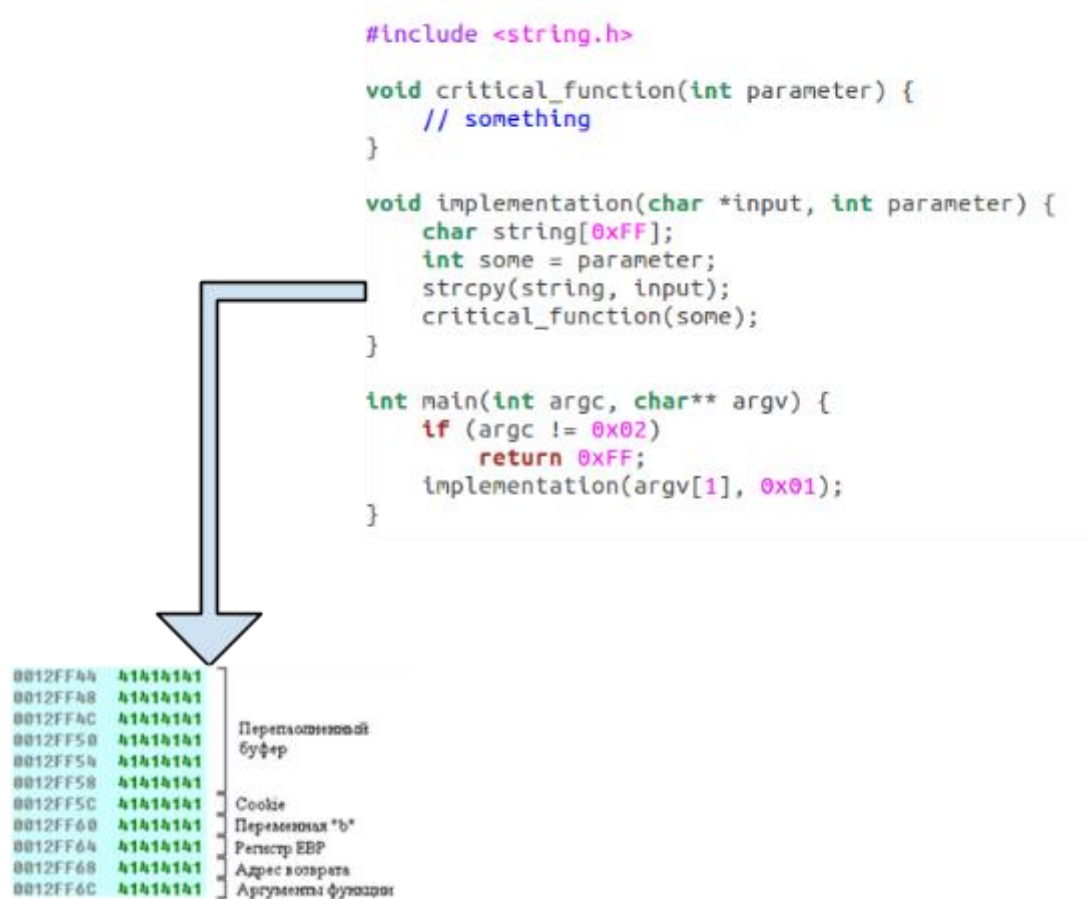 #include <string.h>
void critical_function(int parameter) {
// something
}
void implementation(char *input, int parameter) {
char string[0xFF];
int some = parameter;
strcpy(string, input);
critical_function(some);
}
int main(int argc, char** argv) {
if (argc != 0x02)
return 0xFF;
implementation(argv[1], 0x01);
}
0012FF44 41414141
0012FF48 41414141
0012FF4C 41414141
0012FF50 41414141
0012FF54 41414141
0012FF58 41414141
Переполненный
буфер
0012FF5C 41414141 Cookie
0012FF60 41414141 Переменная "b"
0012FF64 41414141 Регистр EBP
0012FF68 41414141 Адрес возврата
0012FF6C 41414141 Аргументы функции